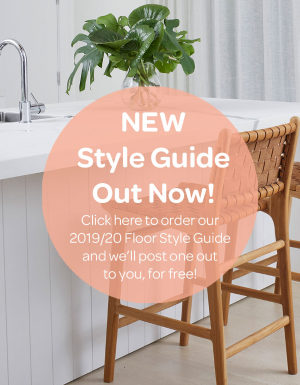 NEW
Style Guide
Out Now!
Click here to order our
2019/20 Floor Style Guide
and we'll post one out
to you, for free!